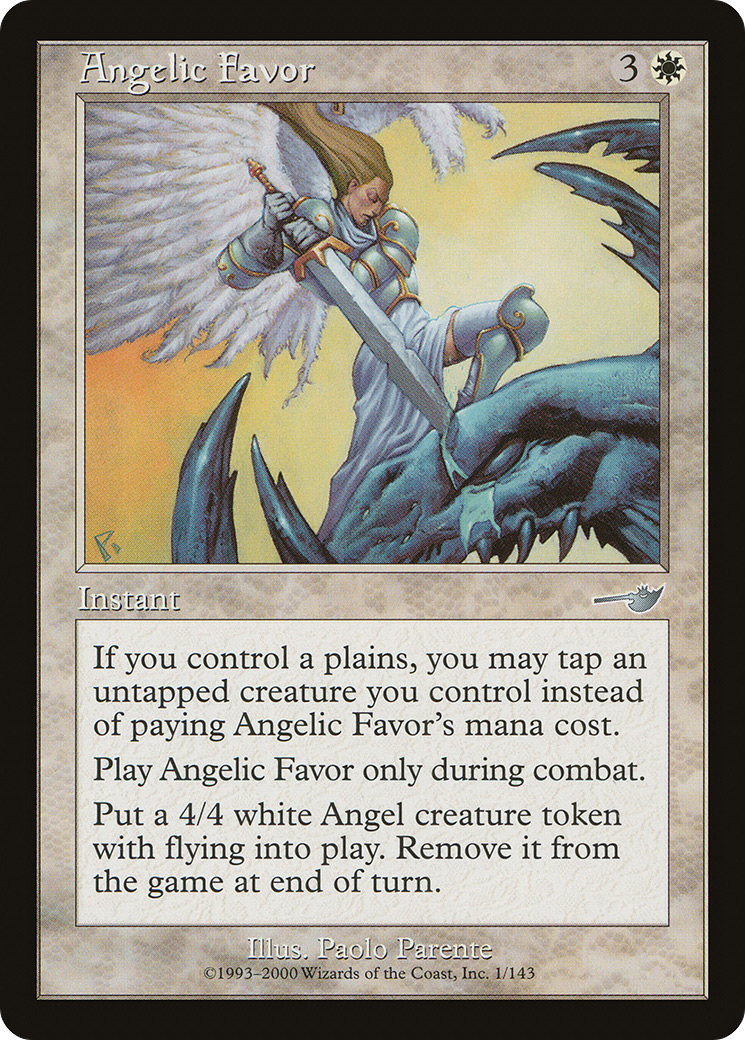 Angelic Favor 3
Instant
If you control a plains, you may tap an
untapped creature you control instead
of paying Angelic Favor's mana cost.
Play Angelic Favor only during combat.
Put a 4/4 white Angel creature token
with flying into play. Remove it from
the game at end of turn.
Illus. Paolo Parente
©1993–2000 Wizards of the Coast, Inc. 1/143